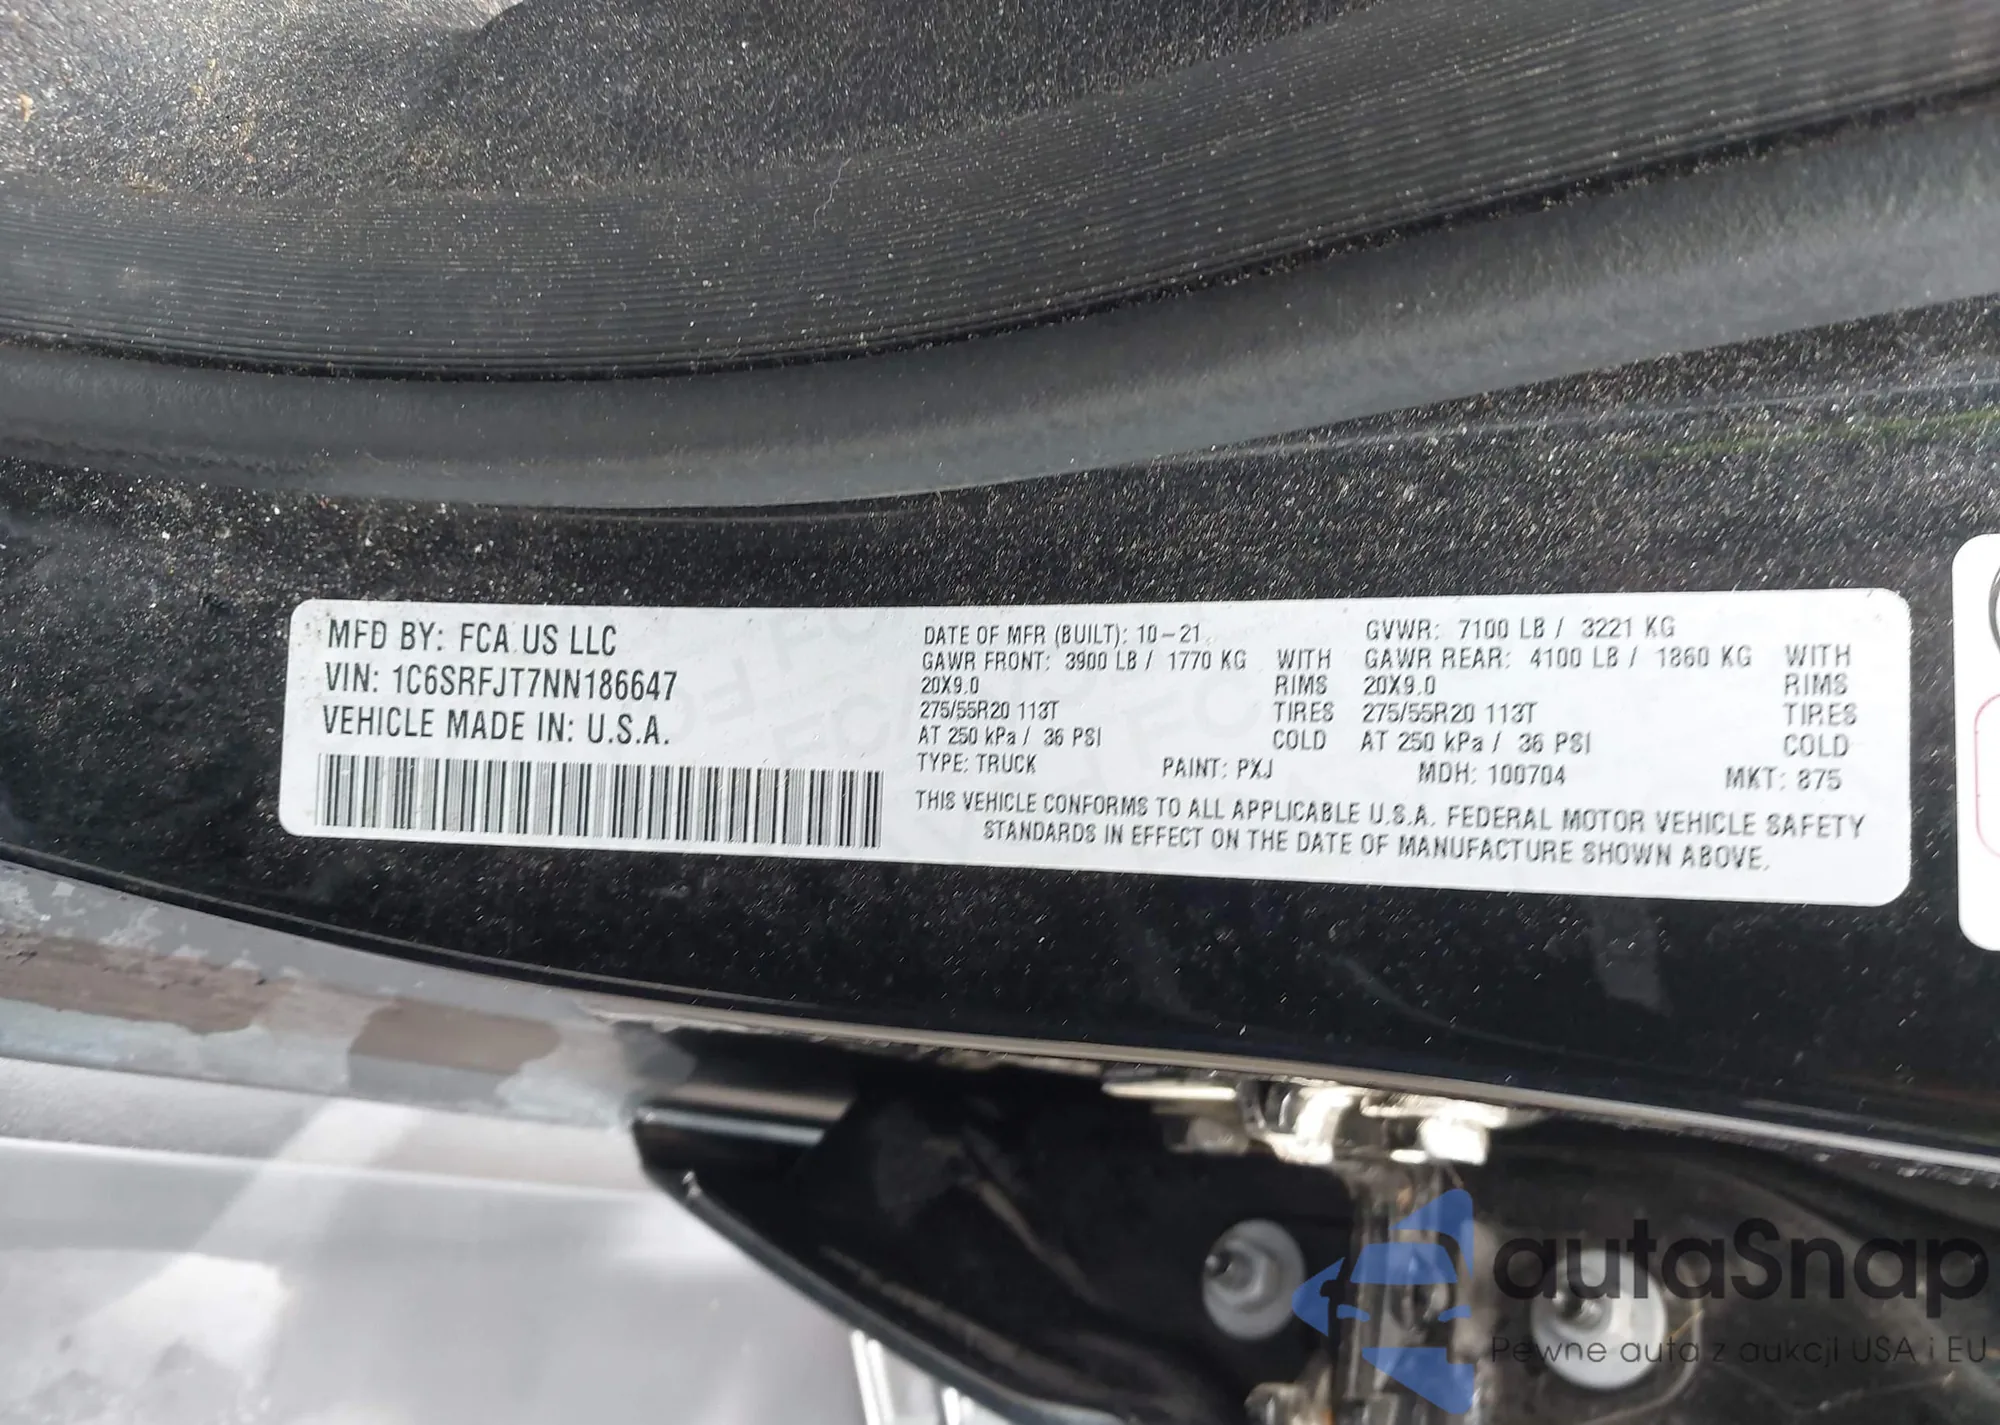 MFD BY: FCA US LLC
VIN: 1C6SRFJT7NN186647
VEHICLE MADE IN: U.S.A.
DATE OF MFR (BUILT): 10-21
GVWR: 7100 LB / 3221 KG
GAWR FRONT: 3900 LB / 1770 KG WITH
GAWR REAR: 4100 LB / 1860 KG WITH
20X9.0 RIMS
20X9.0 RIMS
275/55R20 113T TIRES
275/55R20 113T TIRES
AT 250 kPa / 36 PSI COLD
AT 250 kPa / 36 PSI COLD
TYPE: TRUCK PAINT: PXJ MDH: 100704 MKT: 875
THIS VEHICLE CONFORMS TO ALL APPLICABLE U.S.A. FEDERAL MOTOR VEHICLE SAFETY
STANDARDS IN EFFECT ON THE DATE OF MANUFACTURE SHOWN ABOVE.
autaSnap
Pewne auta z aukcji USA i EU